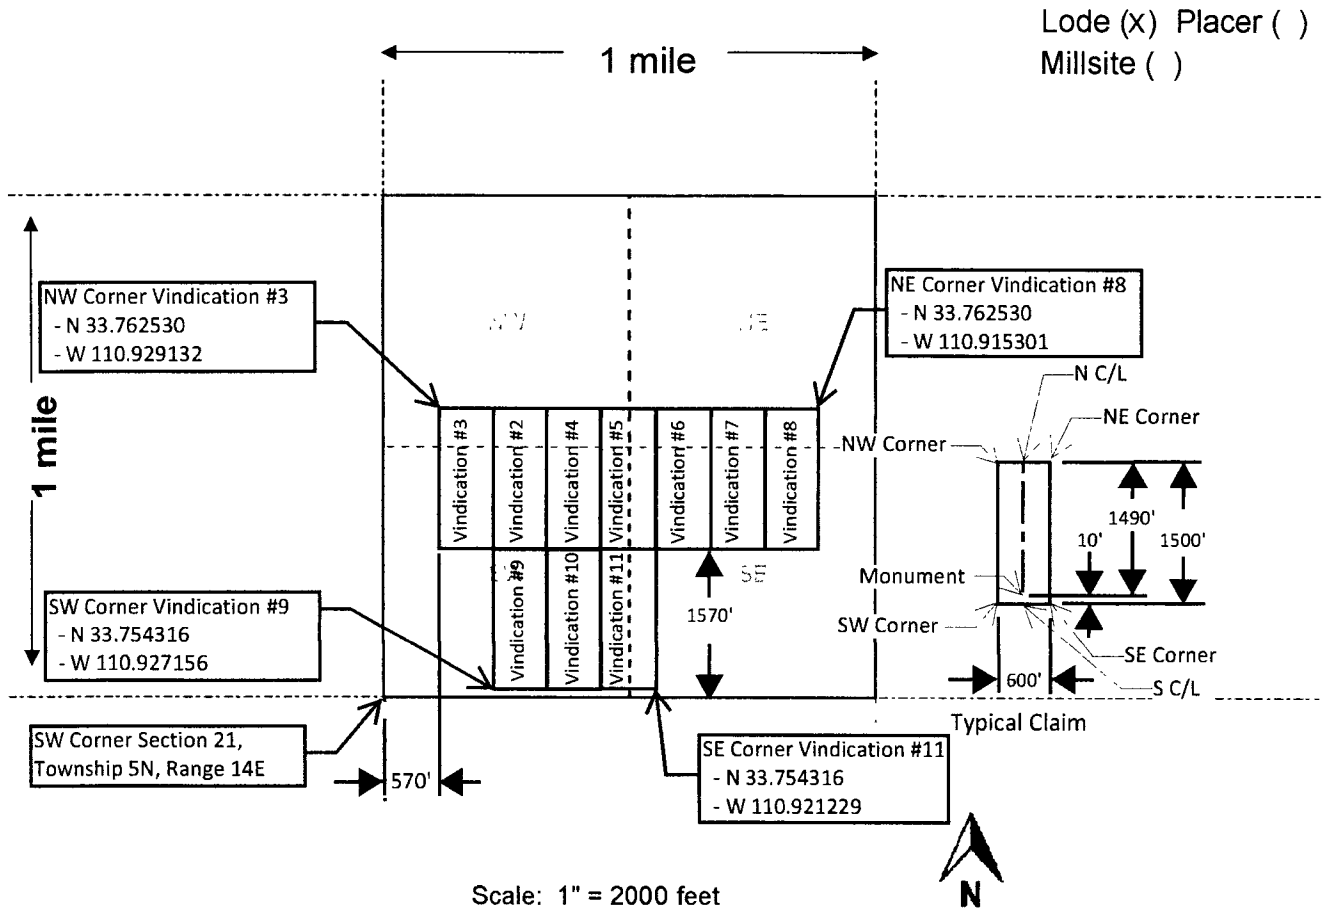 Lode (x) Placer ( )
Millsite ( )
1 mile
1 mile
NW Corner Vindication #3
- N 33.762530
- W 110.929132
NE Corner Vindication #8
- N 33.762530
- W 110.915301
NW
NE
Vindication #3
Vindication #2
Vindication #4
Vindication #5
Vindication #6
Vindication #7
Vindication #8
Vindication #9
Vindication #10
Vindication #11
SE
1570'
SW Corner Vindication #9
- N 33.754316
- W 110.927156
SW Corner Section 21,
Township 5N, Range 14E
570'
SE Corner Vindication #11
- N 33.754316
- W 110.921229
N C/L
NE Corner
NW Corner
1490'
10'
1500'
Monument
SW Corner
SE Corner
600'
S C/L
Typical Claim
N
Scale: 1" = 2000 feet